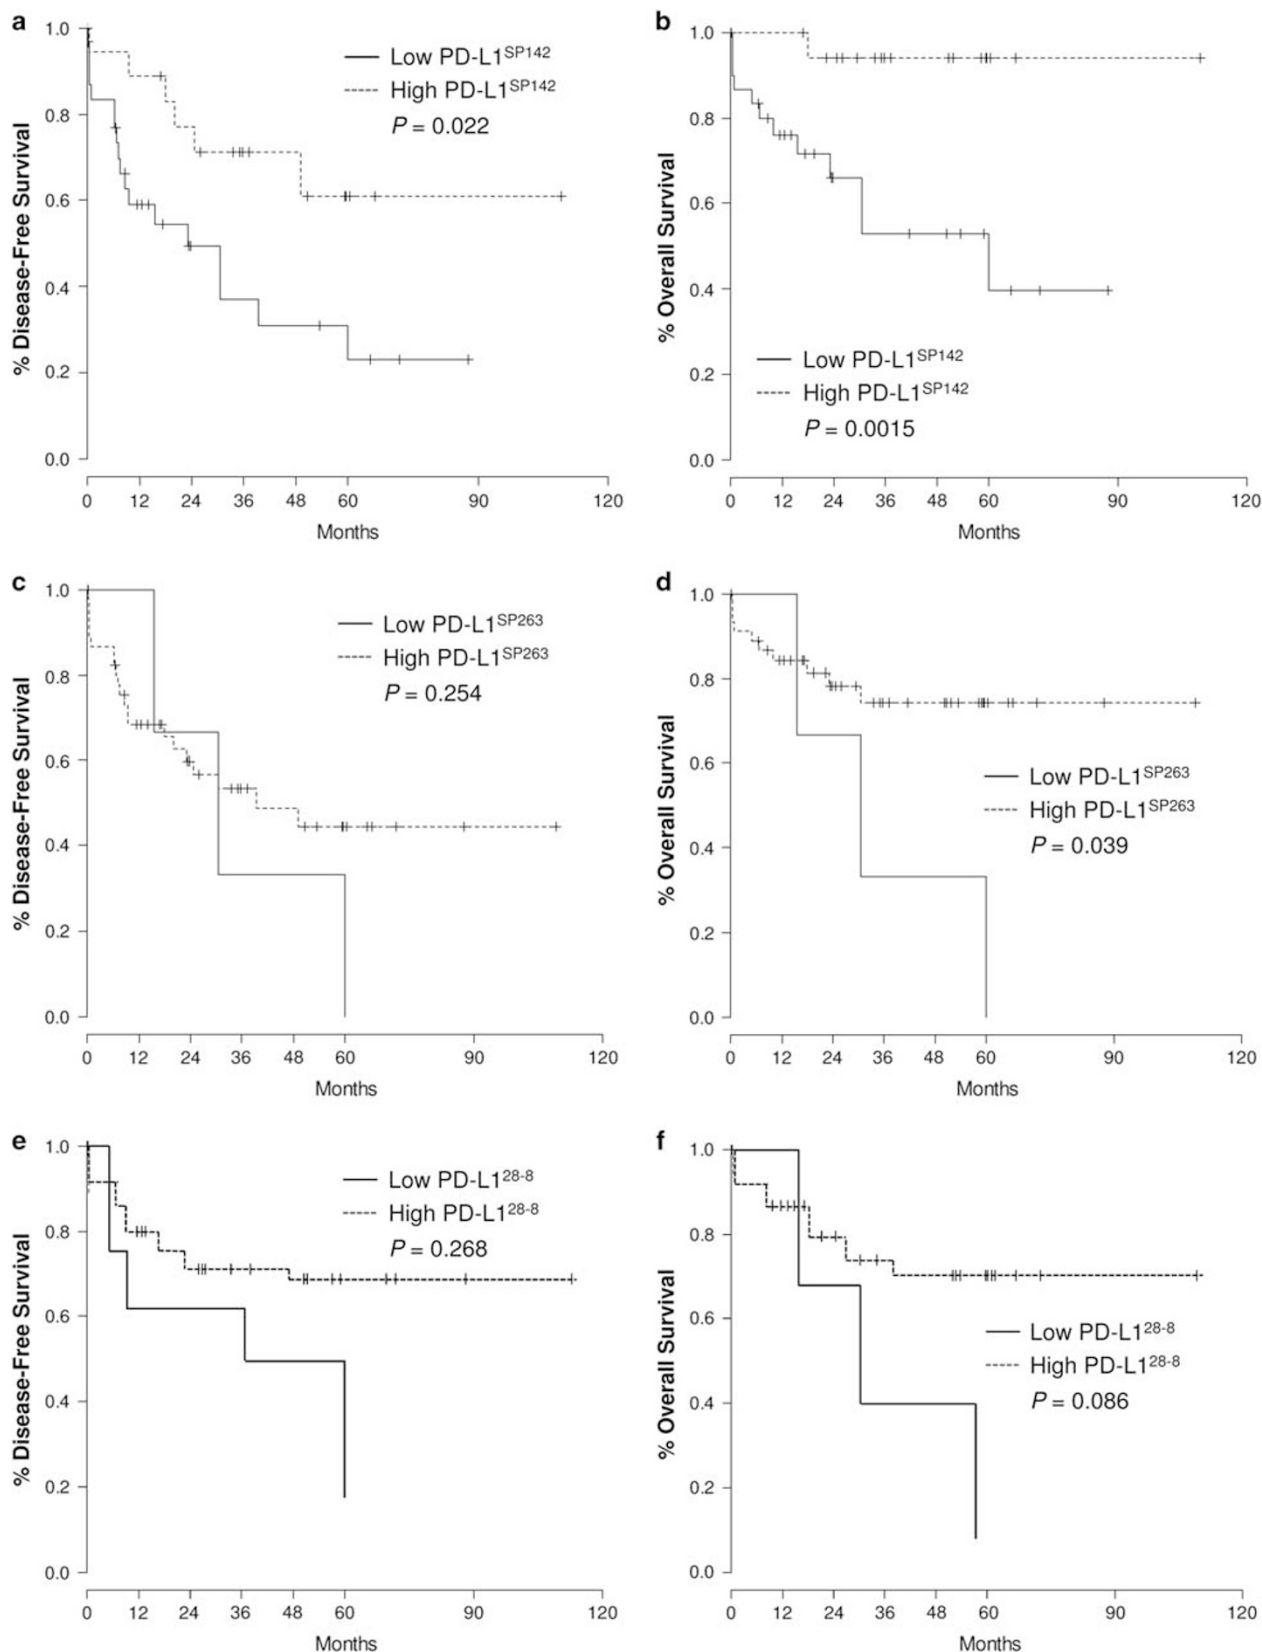 a
% Disease-Free Survival
1.0
0.8
0.6
0.4
0.2
0.0
Low PD-L1SP142
High PD-L1SP142
P = 0.022
0 12 24 36 48 60 90 120
Months
b
% Overall Survival
1.0
0.8
0.6
0.4
0.2
0.0
Low PD-L1SP142
High PD-L1SP142
P = 0.0015
0 12 24 36 48 60 90 120
Months
c
% Disease-Free Survival
1.0
0.8
0.6
0.4
0.2
0.0
Low PD-L1SP263
High PD-L1SP263
P = 0.254
0 12 24 36 48 60 90 120
Months
d
% Overall Survival
1.0
0.8
0.6
0.4
0.2
0.0
Low PD-L1SP263
High PD-L1SP263
P = 0.039
0 12 24 36 48 60 90 120
Months
e
% Disease-Free Survival
1.0
0.8
0.6
0.4
0.2
0.0
Low PD-L128-8
High PD-L128-8
P = 0.268
0 12 24 36 48 60 90 120
Months
f
% Overall Survival
1.0
0.8
0.6
0.4
0.2
0.0
Low PD-L128-8
High PD-L128-8
P = 0.086
0 12 24 36 48 60 90 120
Months